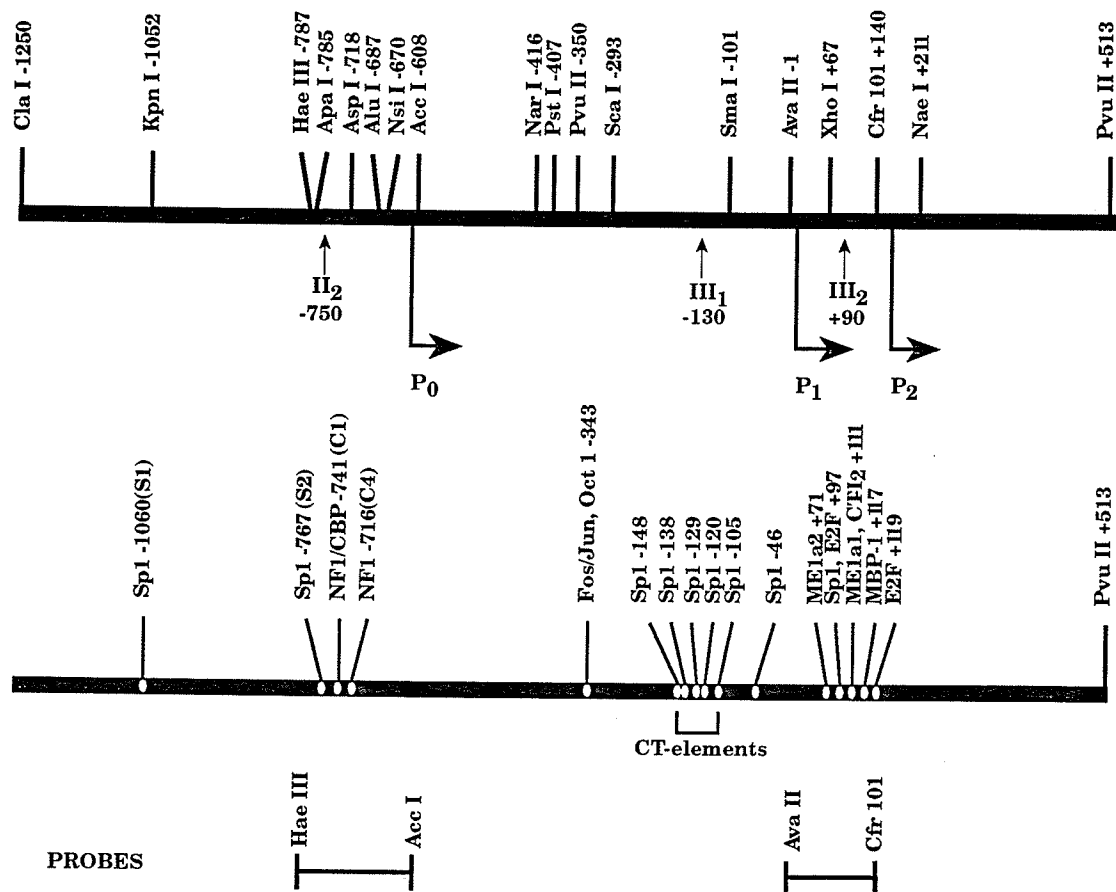 Cla I -1250
Kpn I -1052
Hae III -787
Apa I -785
Asp I -718
Alu I -687
Nsi I -670
Acc I -608
Nar I -416
Pst I -407
Pvu II -350
Sca I -293
Sma I -101
Ava II -1
Xho I +67
Cfr 101 +140
Nae I +211
Pvu II +513
II2
-750
III1
-130
III2
+90
P0
P1
P2
Sp1 -1060(S1)
Sp1 -767 (S2)
NF1/CBP -741 (C1)
NF1 -716(C4)
Fos/Jun, Oct 1 -343
Sp1 -148
Sp1 -138
Sp1 -129
Sp1 -120
Sp1 -105
Sp1 -46
ME1a2 +71
Sp1, E2F +97
ME1a1, CTF12 +111
MBP-1 +117
E2F +119
Pvu II +513
CT-elements
PROBES
Hae III
Acc I
Ava II
Cfr 101